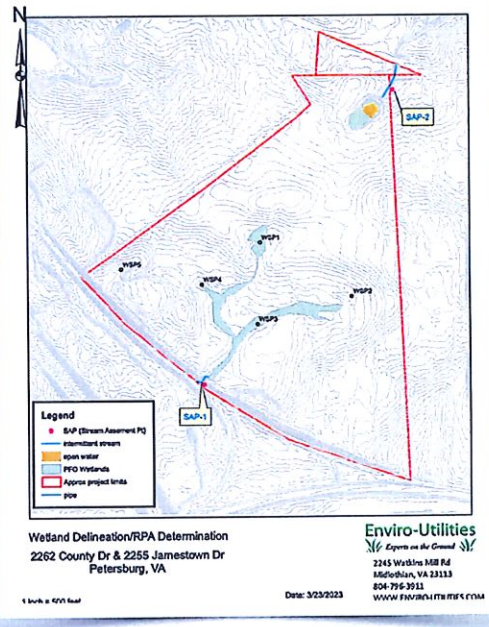 N
SAP-2
WSP1
WSP5
WSP4
WSP2
WSP3
SAP-1
Legend
SAP (Stream Assement Pt)
intermittent stream
open water
PFO Wetlands
Approx project limits
pipe
Wetland Delineation/RPA Determination
2262 County Dr & 2255 Jamestown Dr
Petersburg, VA
Enviro-Utilities
Experts on the Ground
2245 Watkins Mill Rd
Midlothian, VA 23113
804-796-3911
WWW.ENVIRO-UTILITIES.COM
1 inch = 500 feet
Date: 3/23/2023